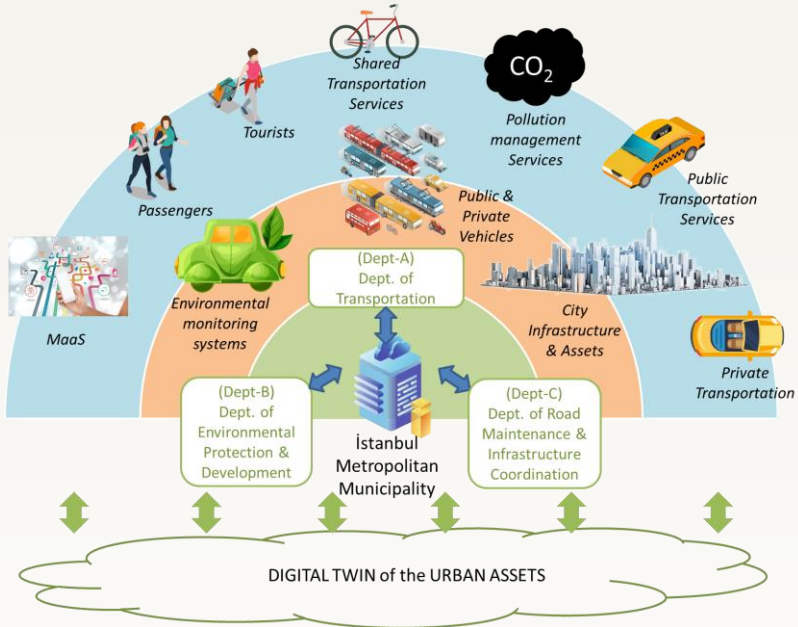 Shared
Transportation
Services
CO₂
Tourists
Pollution
management
Services
Public
Transportation
Services
Passengers
Public &
Private
Vehicles
(Dept-A)
Dept. of
Transportation
MaaS
Environmental
monitoring
systems
City
Infrastructure
& Assets
Private
Transportation
(Dept-B)
Dept. of
Environmental
Protection &
Development
İstanbul
Metropolitan
Municipality
(Dept-C)
Dept. of Road
Maintenance &
Infrastructure
Coordination
DIGITAL TWIN of the URBAN ASSETS